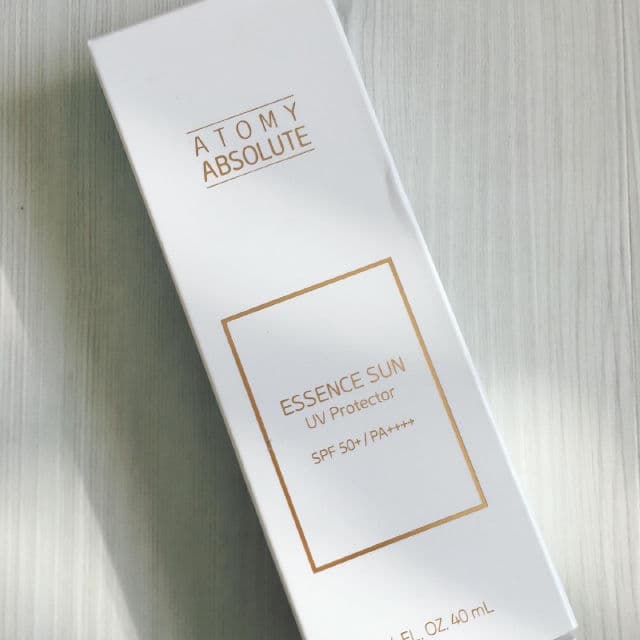 ATOMY
ABSOLUTE
ESSENCE SUN
UV Protector
SPF 50+ / PA++++
FL. OZ. 40 mL